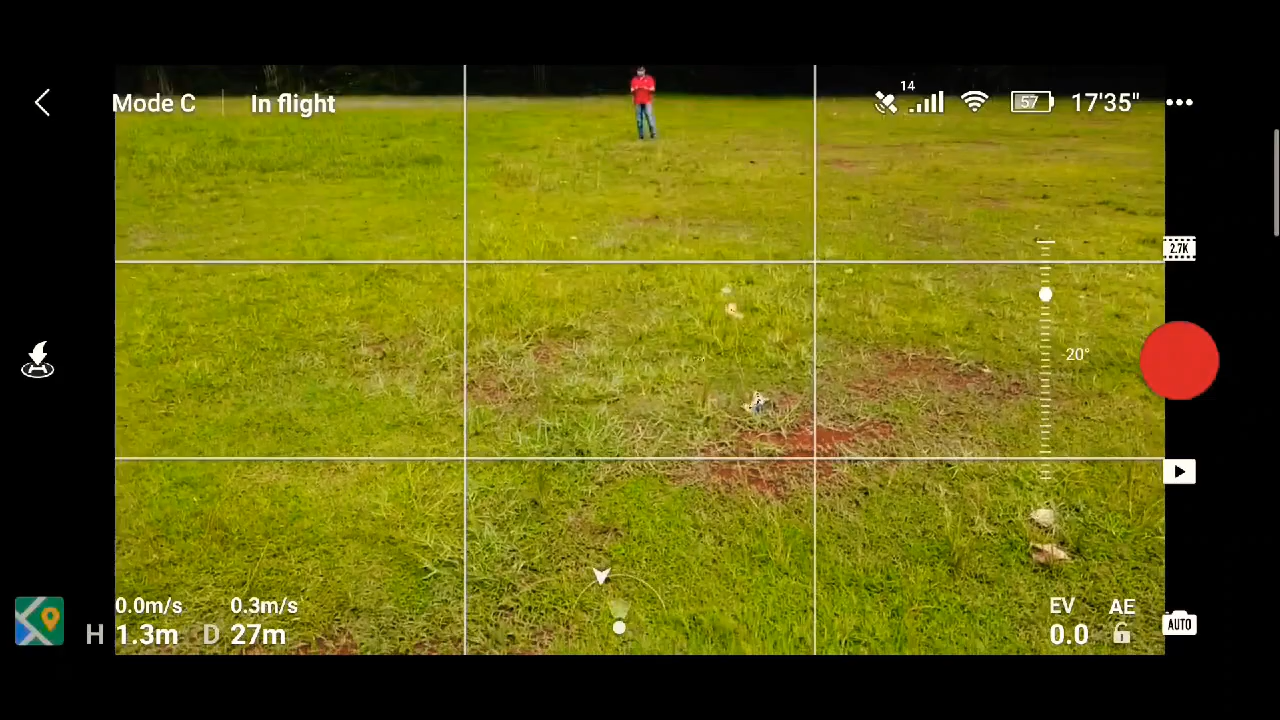 Mode C In flight 14 57 17'35"
2.7K
-20°
0.0m/s 0.3m/s EV AE
H 1.3m D 27m 0.0 AUTO